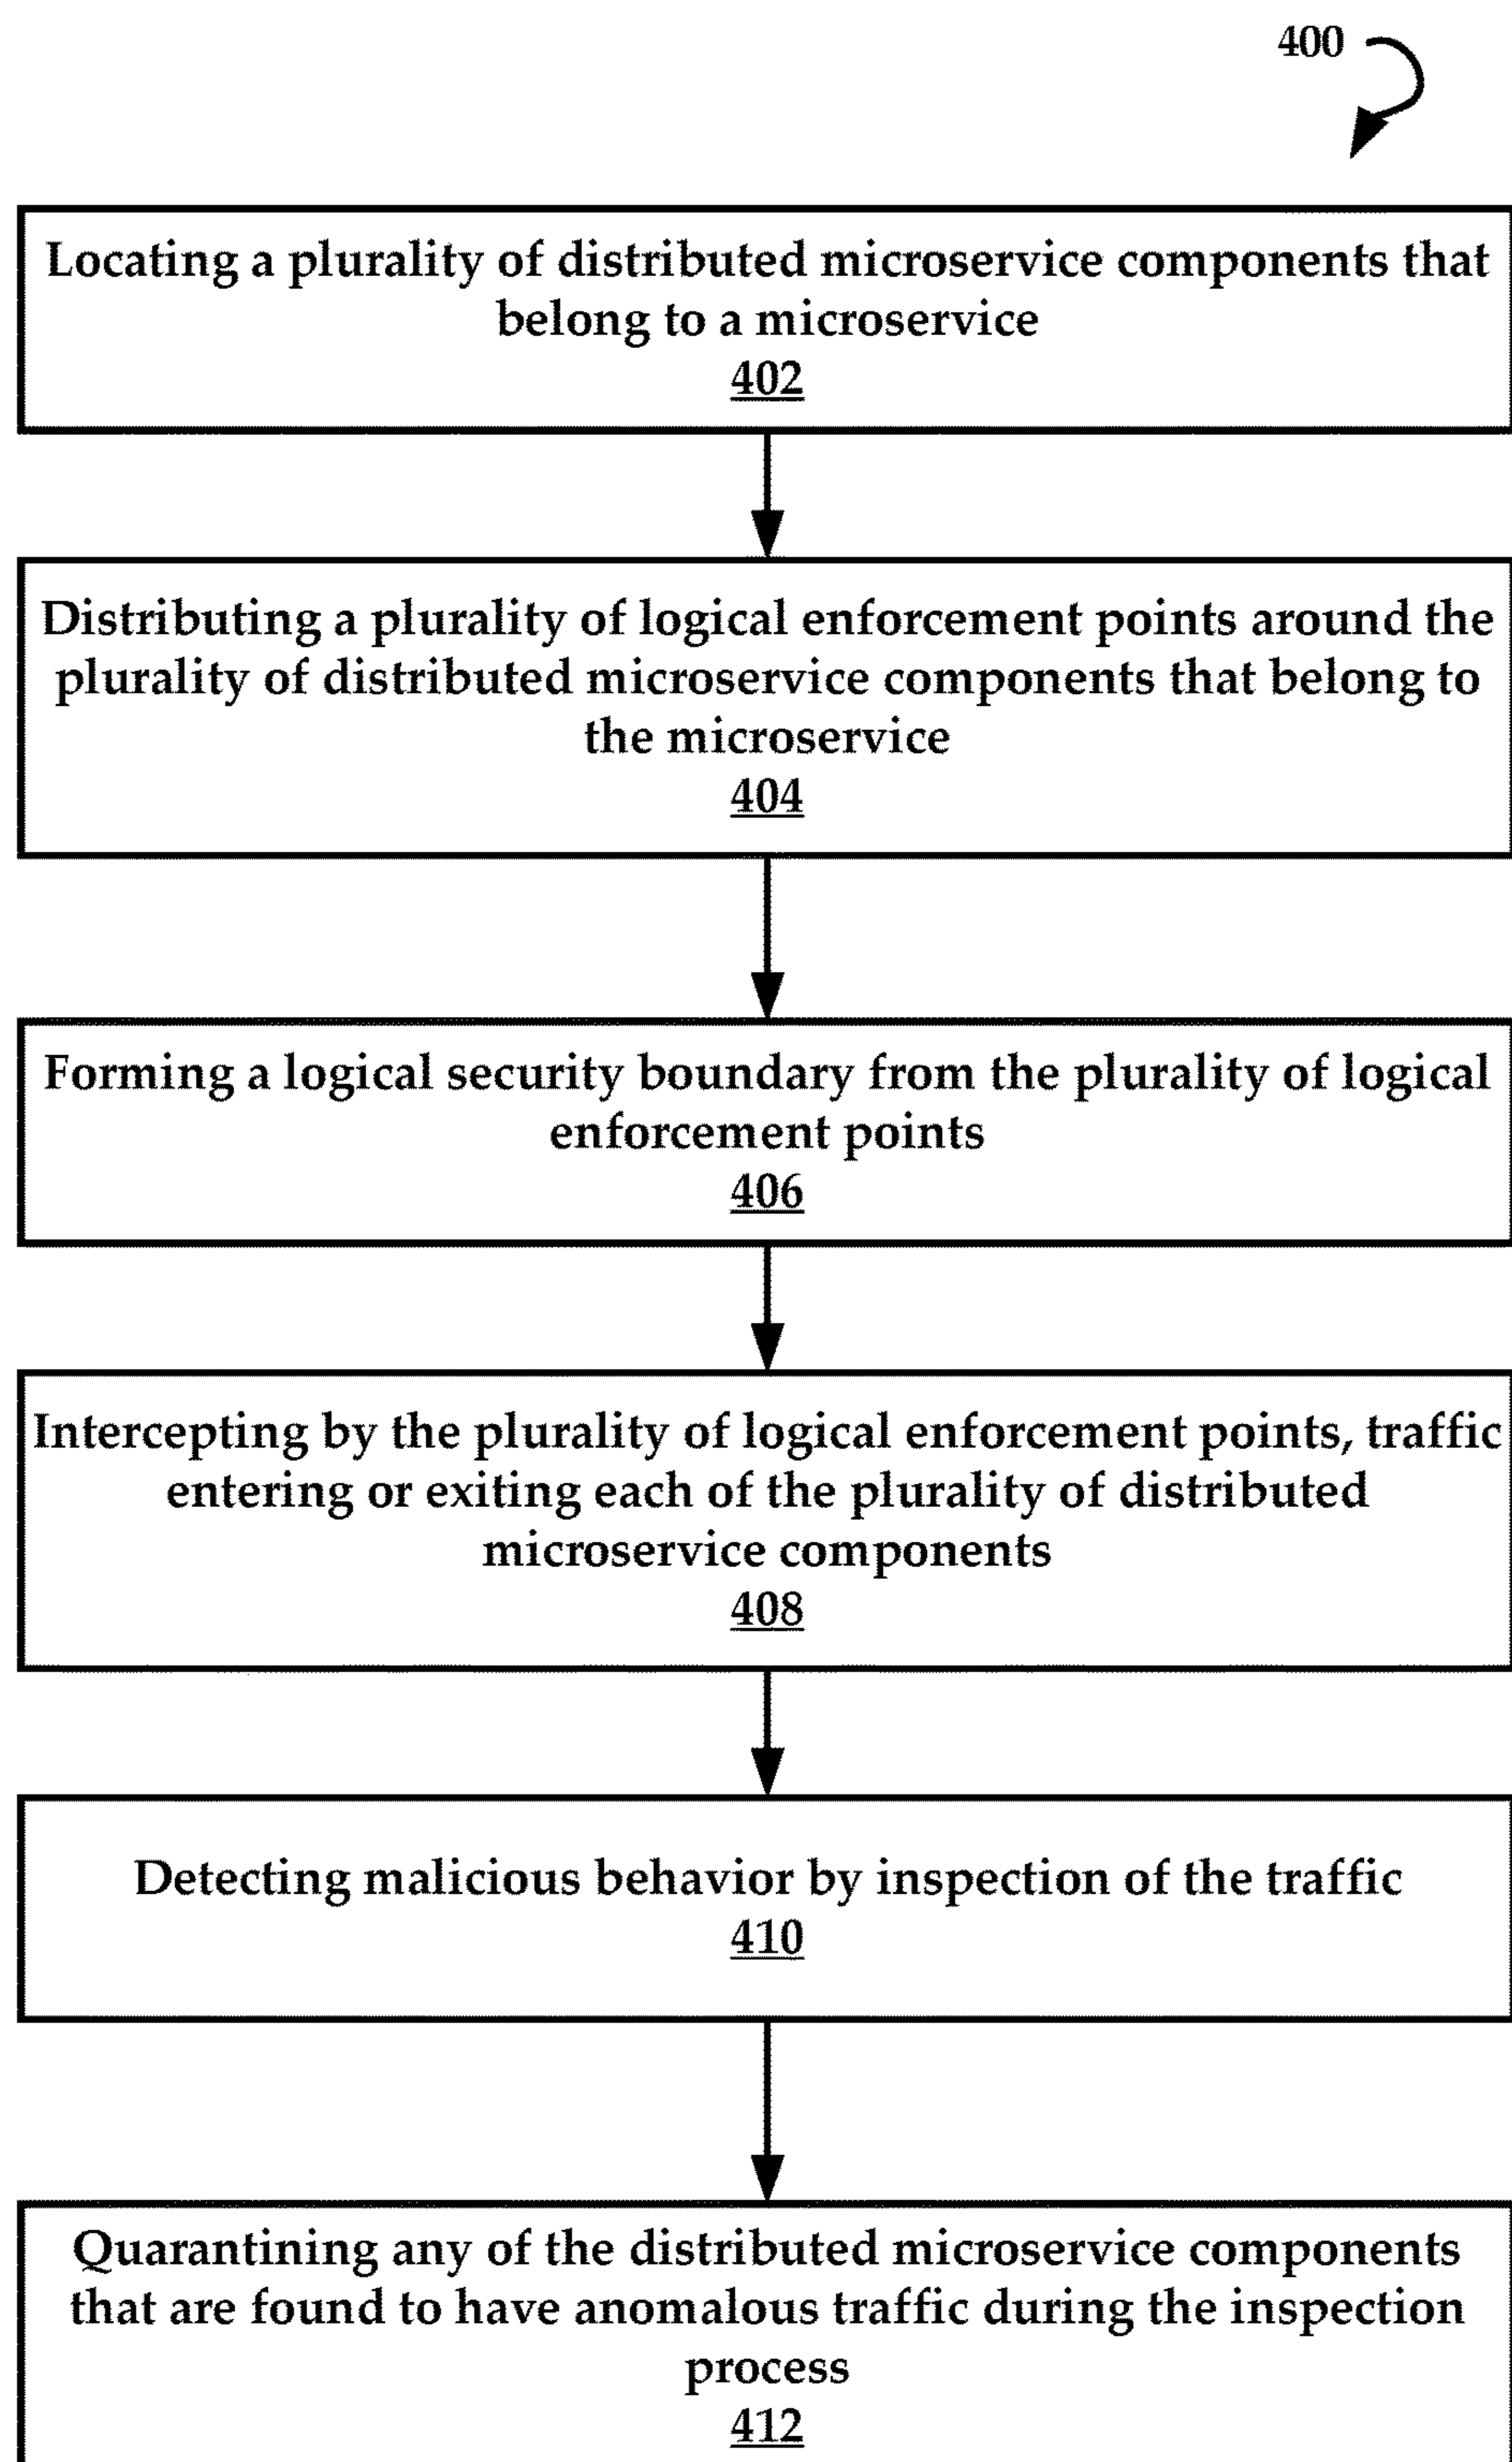 400
Locating a plurality of distributed microservice components that
belong to a microservice
402
Distributing a plurality of logical enforcement points around the
plurality of distributed microservice components that belong to
the microservice
404
Forming a logical security boundary from the plurality of logical
enforcement points
406
Intercepting by the plurality of logical enforcement points, traffic
entering or exiting each of the plurality of distributed
microservice components
408
Detecting malicious behavior by inspection of the traffic
410
Quarantining any of the distributed microservice components
that are found to have anomalous traffic during the inspection
process
412